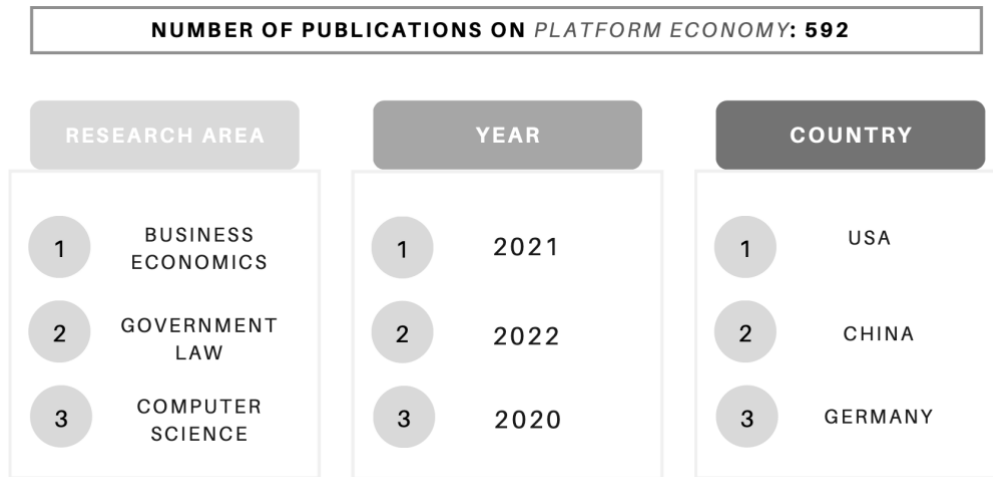 NUMBER OF PUBLICATIONS ON PLATFORM ECONOMY: 592
RESEARCH AREA
1
BUSINESS
ECONOMICS
2
GOVERNMENT
LAW
3
COMPUTER
SCIENCE
YEAR
1
2021
2
2022
3
2020
COUNTRY
1
USA
2
CHINA
3
GERMANY